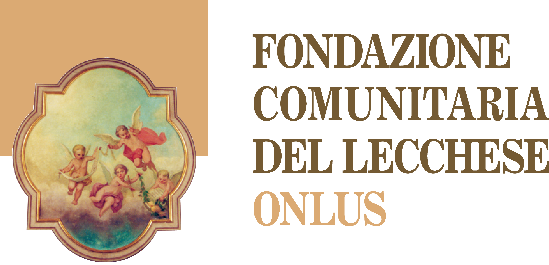 FONDAZIONE
COMUNITARIA
DEL LECCHESE
ONLUS